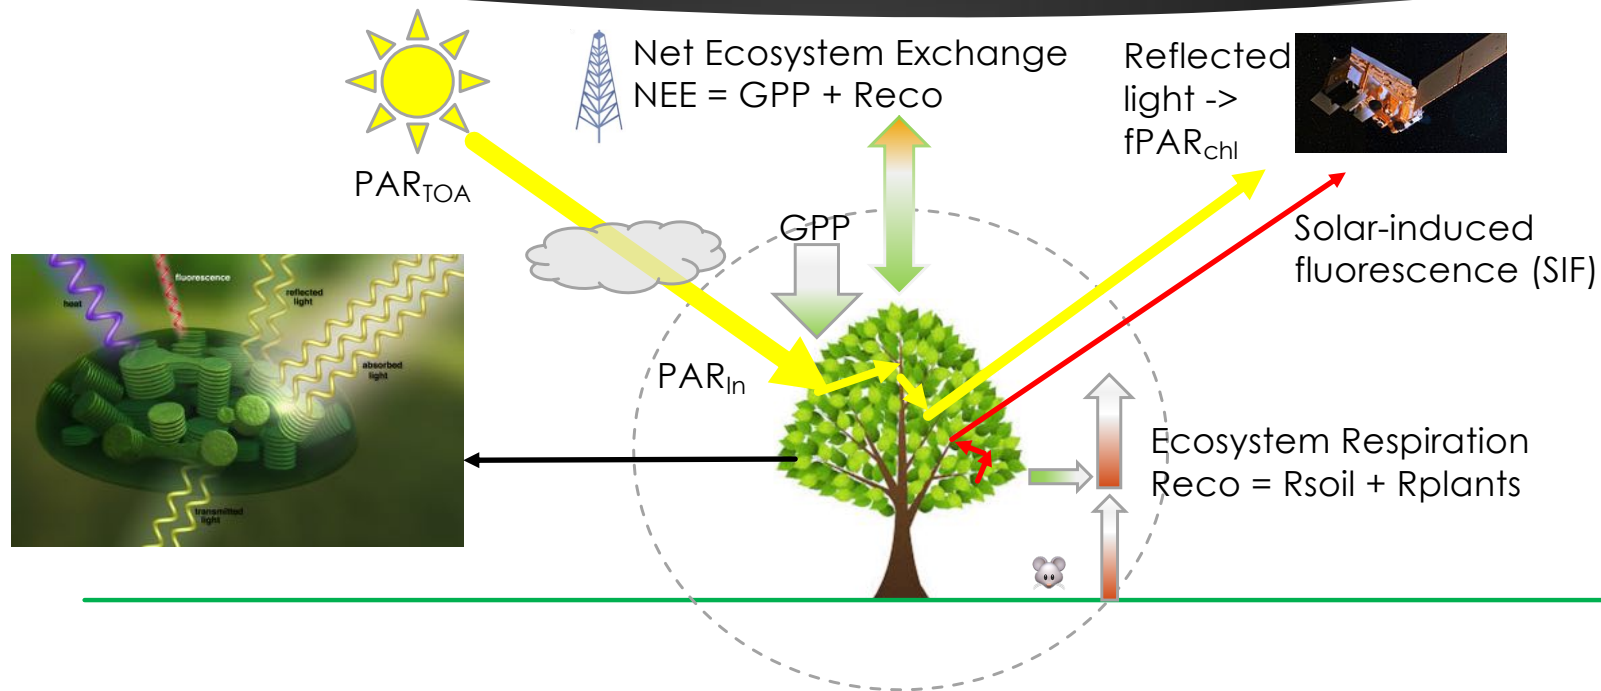 Net Ecosystem Exchange
NEE = GPP + Reco
Reflected
light ->
fPARchl
PARTOA
GPP
Solar-induced
fluorescence (SIF)
heat
fluorescence
reflected
light
absorbed
light
transmitted
light
PARIn
Ecosystem Respiration
Reco = Rsoil + Rplants